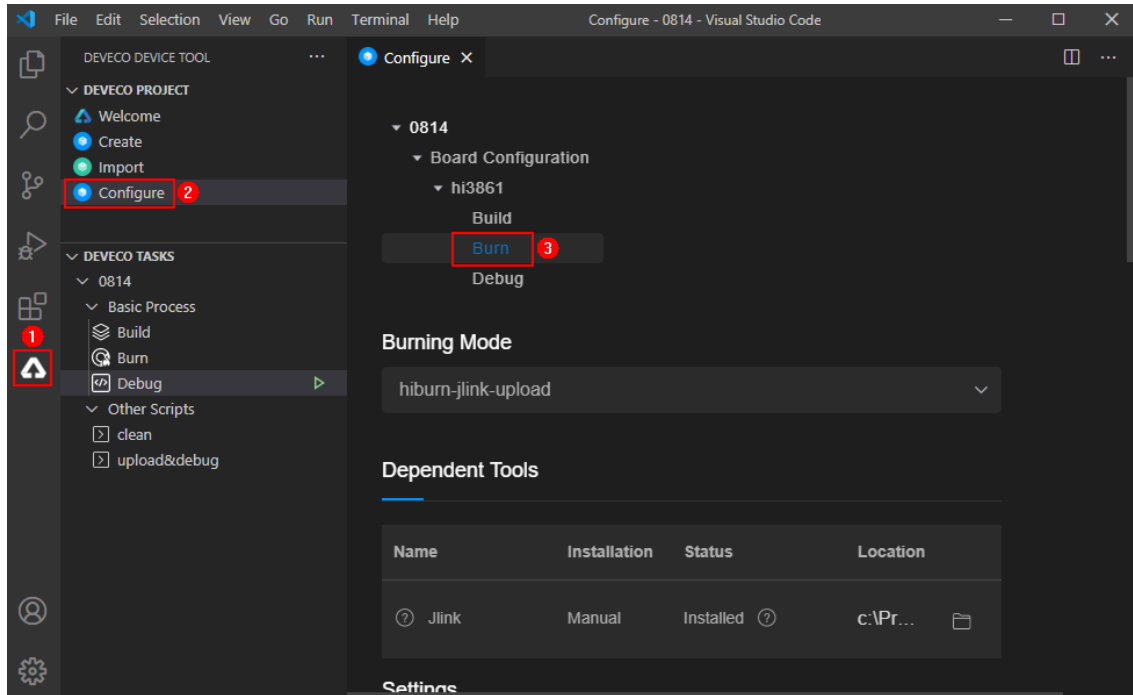 File Edit Selection View Go Run Terminal Help Configure - 0814 - Visual Studio Code
DEVECO DEVICE TOOL
DEVECO PROJECT
Welcome
Create
Import
Configure 2
DEVECO TASKS
0814
Basic Process
Build
Burn
Debug
Other Scripts
clean
upload&debug
1
Configure
0814
Board Configuration
hi3861
Build
Burn 3
Debug
Burning Mode
hiburn-jlink-upload
Dependent Tools
Name Installation Status Location
? Jlink Manual Installed ? c:\Pr...
Settings